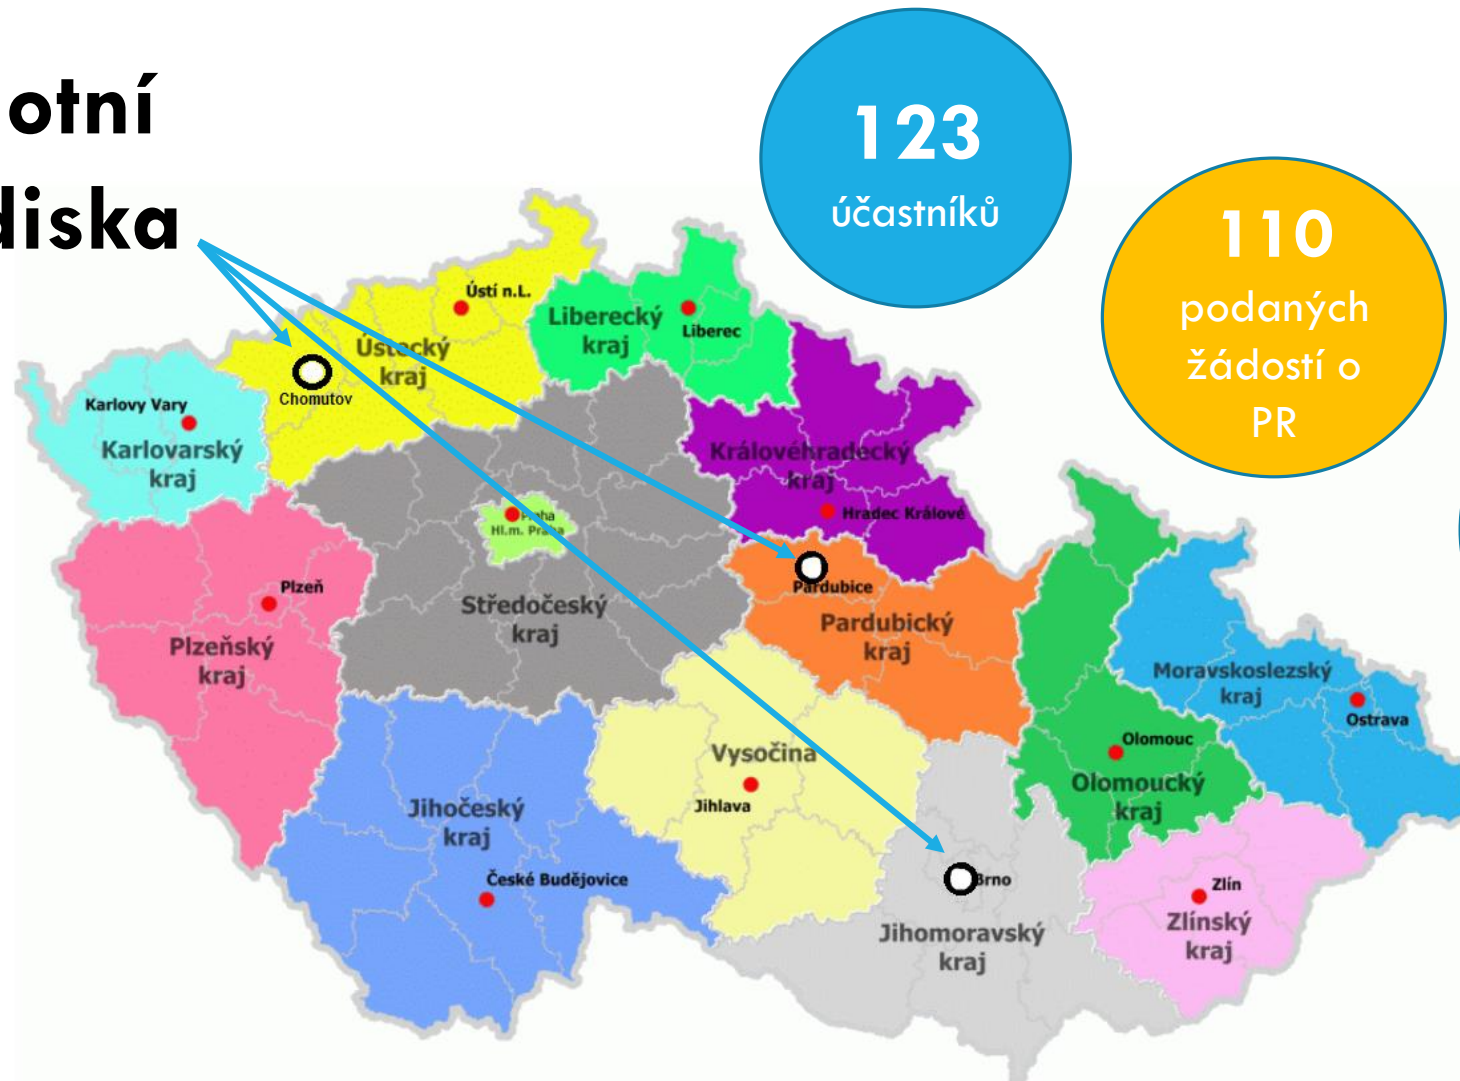 otní
diska
123
účastníků
110
podaných
žádostí o
PR
Ústí n.L.
Liberecký
kraj
Liberec
Ústecký
kraj
Chomutov
Karlovy Vary
Karlovarský
kraj
Královéhradecký
kraj
Hradec Králové
Praha
Hl.m. Praha
Plzeň
Plzeňský
kraj
Středočeský
kraj
Pardubice
Pardubický
kraj
Moravskoslezský
kraj
Ostrava
Olomouc
Olomoucký
kraj
Vysočina
Jihlava
Jihočeský
kraj
České Budějovice
Brno
Jihomoravský
kraj
Zlín
Zlínský
kraj